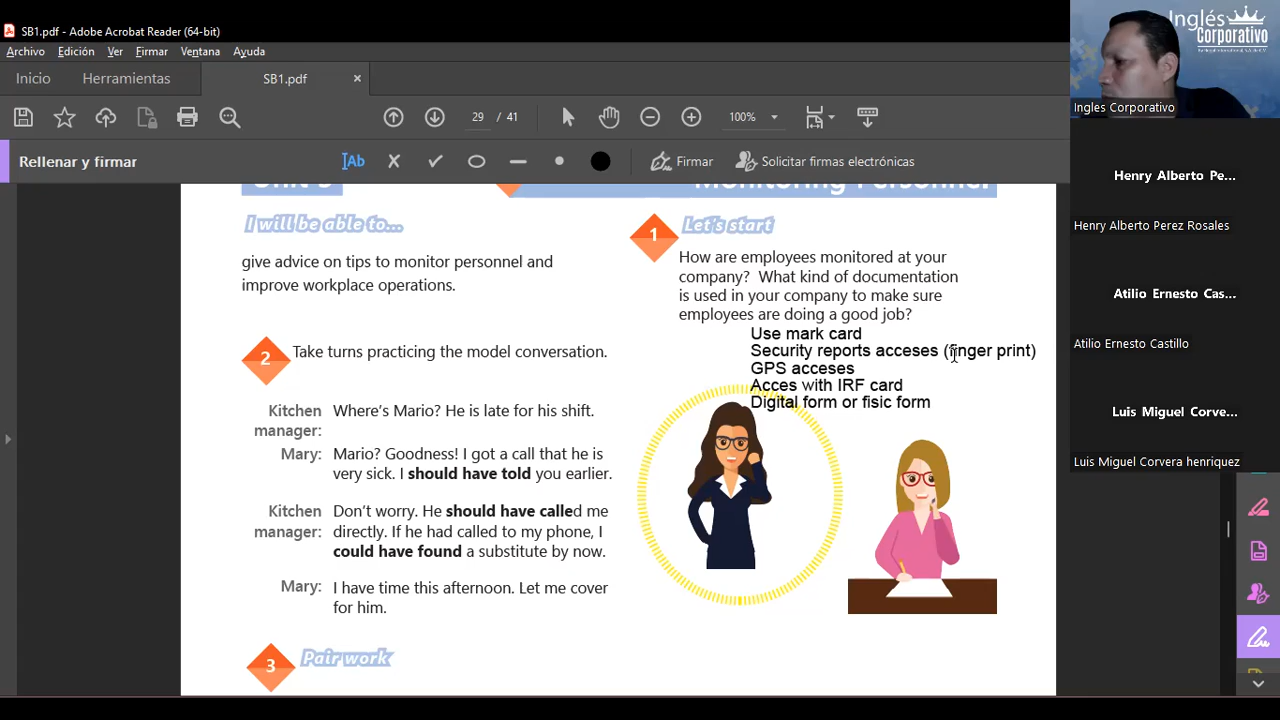 SB1.pdf - Adobe Acrobat Reader (64-bit)
Archivo Edición Ver Firmar Ventana Ayuda
Inicio Herramientas SB1.pdf ×
29 / 41 100%
Rellenar y firmar
Ab Firmar Solicitar firmas electrónicas
Monitoring Personnel
I will be able to...
give advice on tips to monitor personnel and
improve workplace operations.
1 Let's start
How are employees monitored at your
company? What kind of documentation
is used in your company to make sure
employees are doing a good job?
Use mark card
Security reports acceses (finger print)
GPS acceses
Acces with IRF card
Digital form or fisic form
2 Take turns practicing the model conversation.
Kitchen manager: Where's Mario? He is late for his shift.
Mary: Mario? Goodness! I got a call that he is
very sick. I should have told you earlier.
Kitchen manager: Don't worry. He should have called me
directly. If he had called to my phone, I
could have found a substitute by now.
Mary: I have time this afternoon. Let me cover
for him.
3 Pair work
Inglés
Corporativo
Ingles Corporativo
Henry Alberto Pe...
Henry Alberto Perez Rosales
Atilio Ernesto Cas...
Atilio Ernesto Castillo
Luis Miguel Corve...
Luis Miguel Corvera henriquez